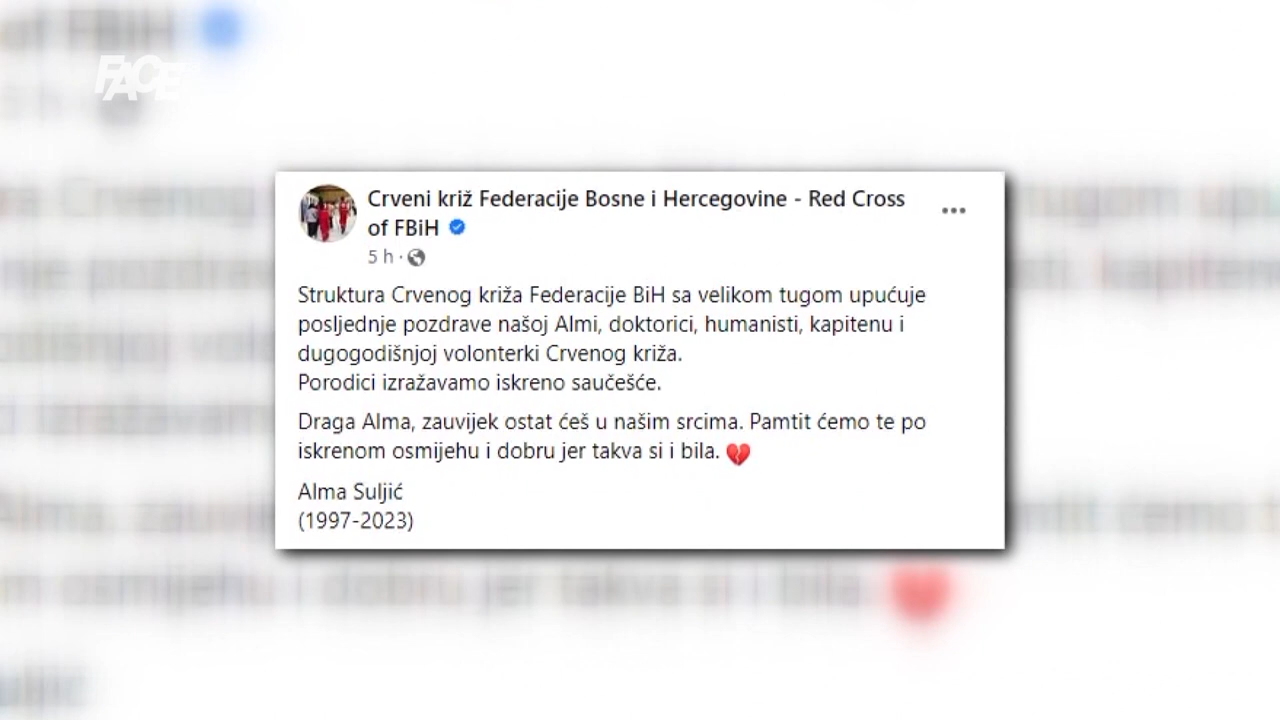 FACE
Crveni križ Federacije Bosne i Hercegovine - Red Cross
of FBiH
5 h ·
Struktura Crvenog križa Federacije BiH sa velikom tugom upućuje
posljednje pozdrave našoj Almi, doktorici, humanisti, kapitenu i
dugogodišnjoj volonterki Crvenog križa.
Porodici izražavamo iskreno saučešće.
Draga Alma, zauvijek ostat ćeš u našim srcima. Pamtit ćemo te po
iskrenom osmijehu i dobru jer takva si i bila. 💔
Alma Suljić
(1997-2023)